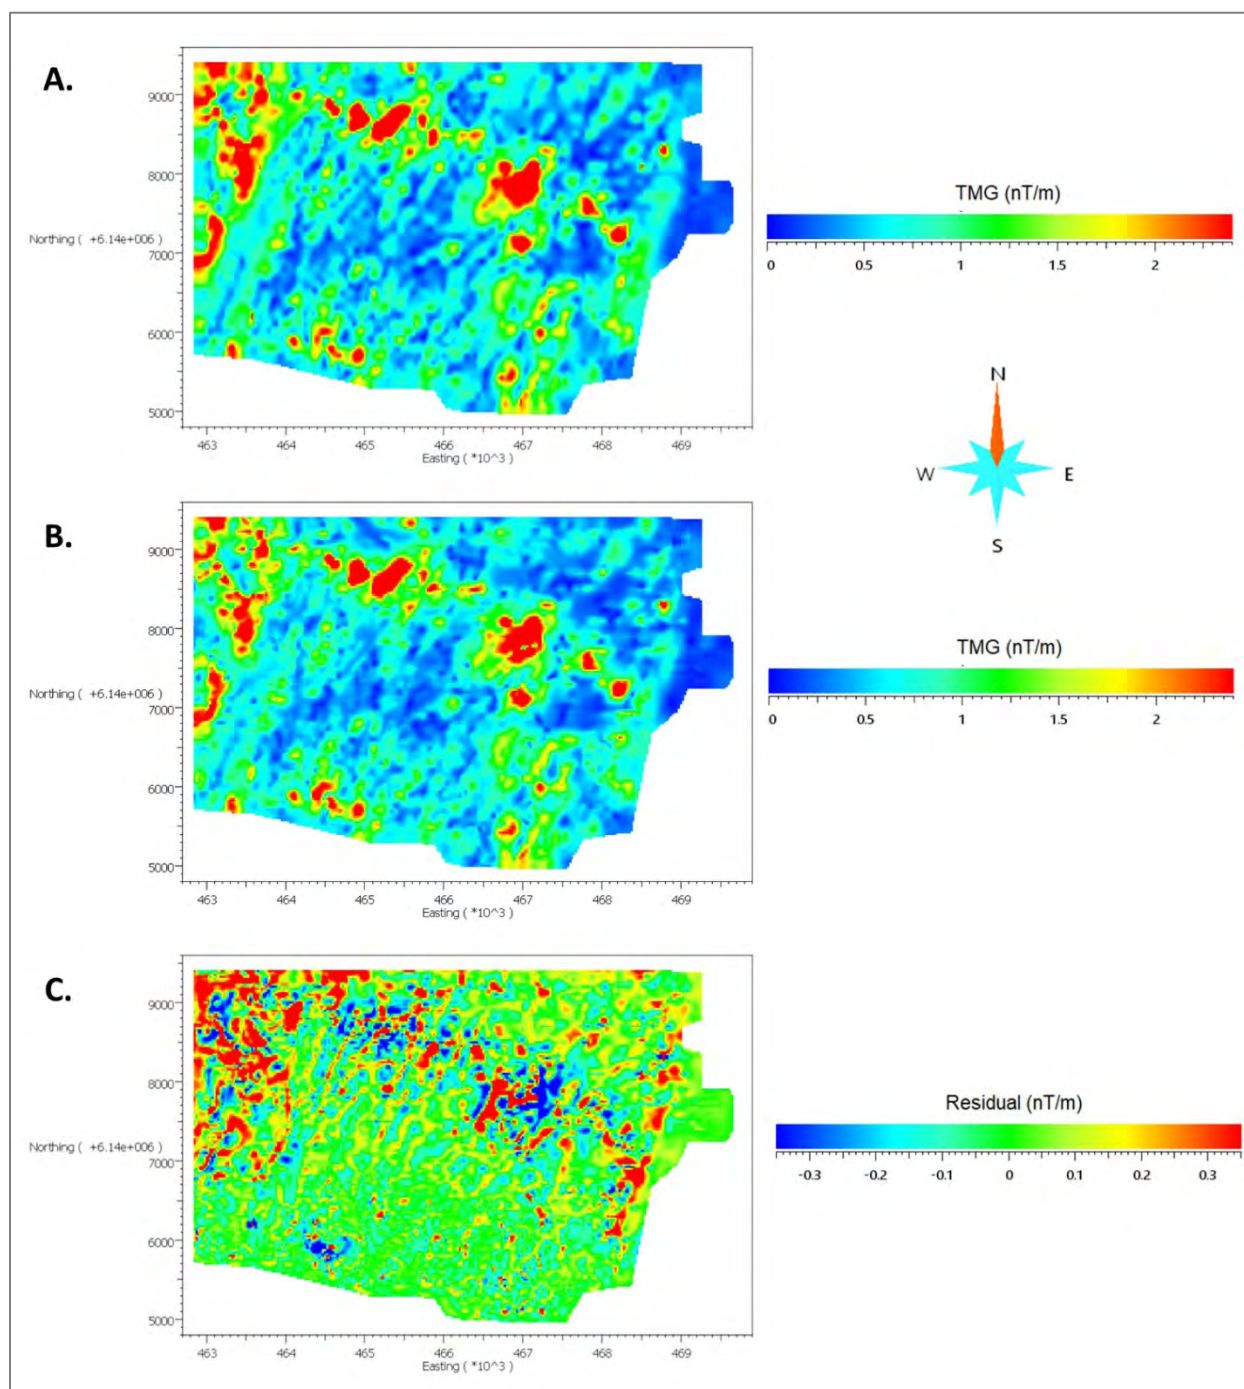 A.
9000
8000
Northing ( +6.14e+006 )
7000
6000
5000
463 464 465 466 467 468 469
Easting ( *10^3 )
TMG (nT/m)
0 0.5 1 1.5 2
N
W E
S
B.
9000
8000
Northing ( +6.14e+006 )
7000
6000
5000
463 464 465 466 467 468 469
Easting ( *10^3 )
TMG (nT/m)
0 0.5 1 1.5 2
C.
9000
8000
Northing ( +6.14e+006 )
7000
6000
5000
463 464 465 466 467 468 469
Easting ( *10^3 )
Residual (nT/m)
-0.3 -0.2 -0.1 0 0.1 0.2 0.3